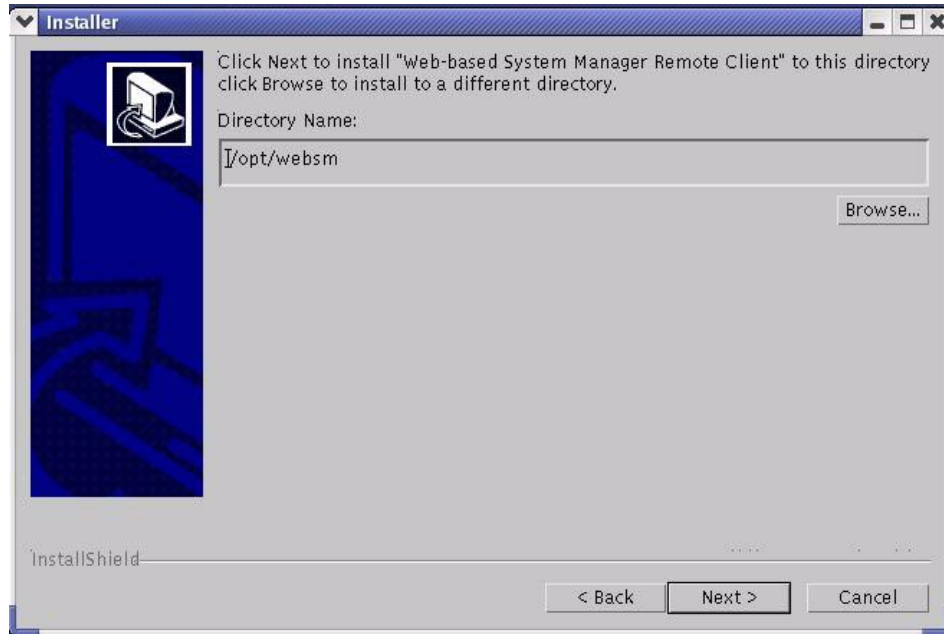 Installer
Click Next to install "Web-based System Manager Remote Client" to this directory
click Browse to install to a different directory.
Directory Name:
/opt/websm
Browse...
InstallShield
< Back
Next >
Cancel